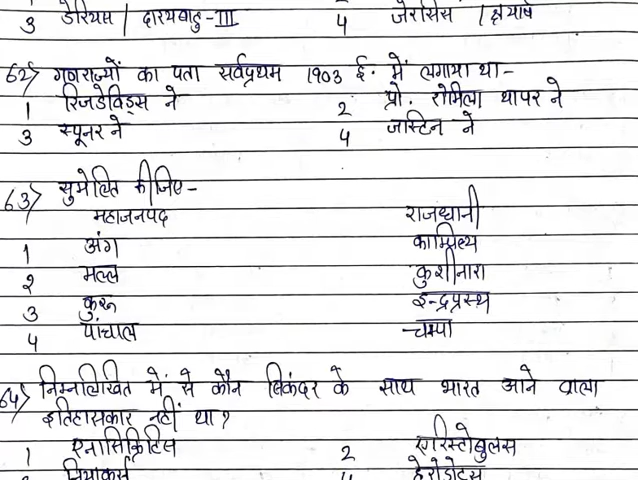 3 डेरियस / दारयबाहु-III 4 जेरसिस / क्षयार्ष
62> गणराज्यों का पता सर्वप्रथम 1903 ई. में लगाया था-
1 रिजडेविड्स ने 2 प्रो. रोमिला थापर ने
3 स्पूनर ने 4 जस्टिन ने
63> सुमेलित कीजिए-
महाजनपद राजधानी
1 अंग काम्पिल्य
2 मल्ल कुशीनारा
3 कुरू इन्द्रप्रस्थ
4 पांचाल चम्पा
64> निम्नलिखित में से कौन सिकंदर के साथ भारत आने वाला
इतिहासकार नहीं था?
1 एनासिक्रिटिस 2 एरिस्टोबुलस
नियार्कस 4 हेरोडोटस